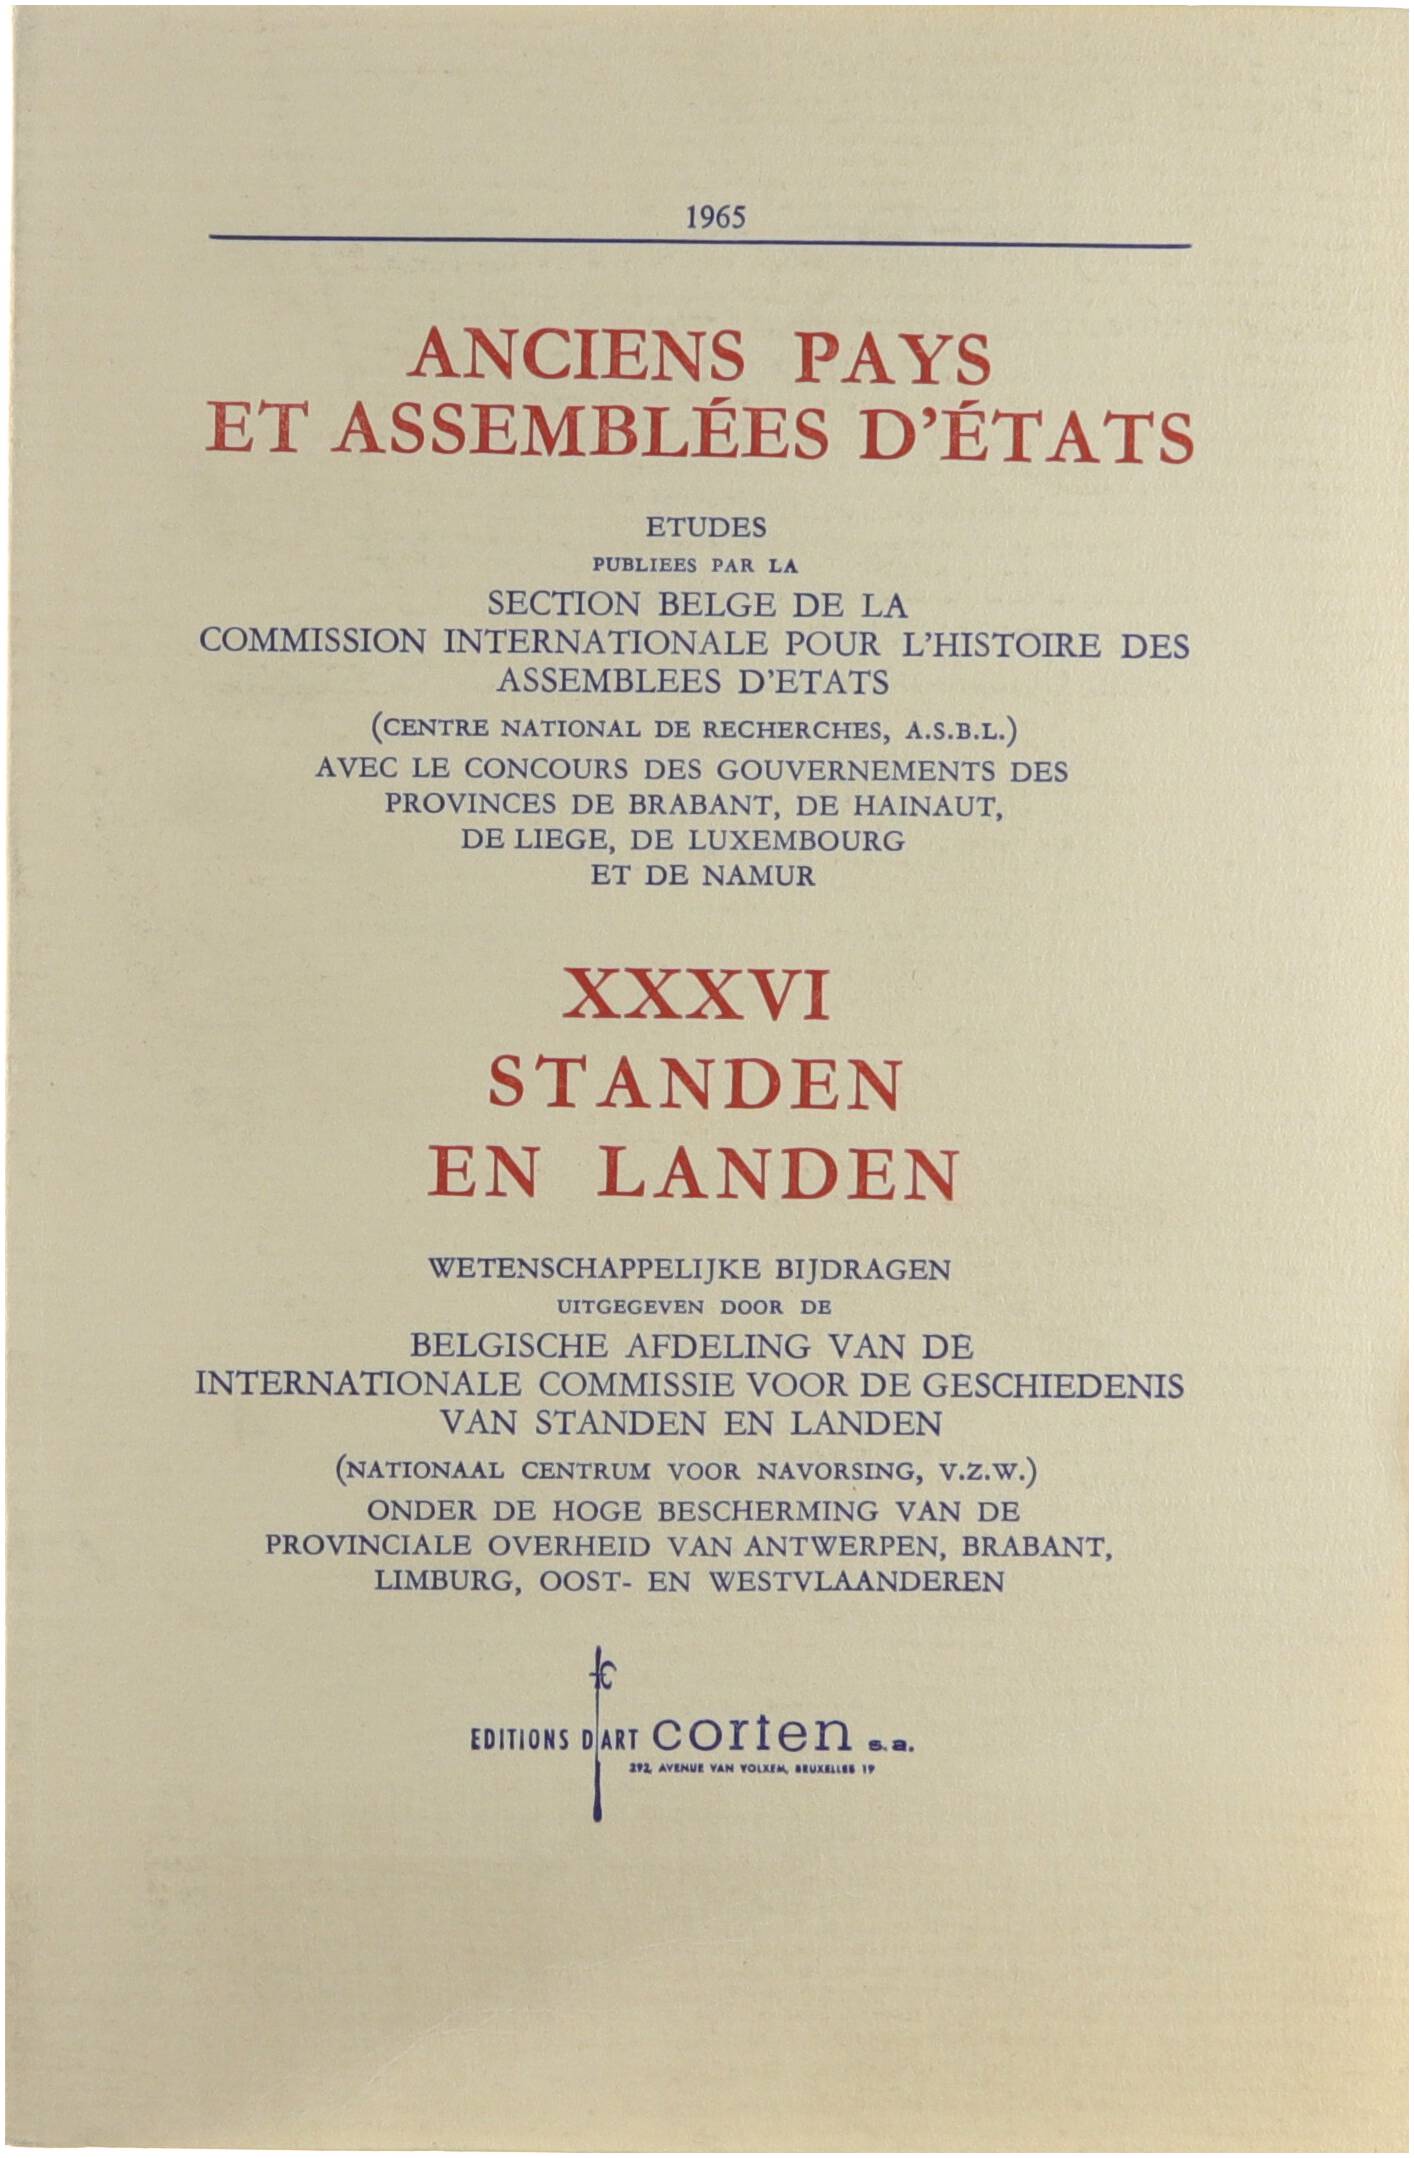 1965
ANCIENS PAYS
ET ASSEMBLÉES D'ÉTATS
ETUDES
PUBLIEES PAR LA
SECTION BELGE DE LA
COMMISSION INTERNATIONALE POUR L'HISTOIRE DES
ASSEMBLEES D'ETATS
(CENTRE NATIONAL DE RECHERCHES, A.S.B.L.)
AVEC LE CONCOURS DES GOUVERNEMENTS DES
PROVINCES DE BRABANT, DE HAINAUT,
DE LIEGE, DE LUXEMBOURG
ET DE NAMUR
XXXVI
STANDEN
EN LANDEN
WETENSCHAPPELIJKE BIJDRAGEN
UITGEGEVEN DOOR DE
BELGISCHE AFDELING VAN DE
INTERNATIONALE COMMISSIE VOOR DE GESCHIEDENIS
VAN STANDEN EN LANDEN
(NATIONAAL CENTRUM VOOR NAVORSING, V.Z.W.)
ONDER DE HOGE BESCHERMING VAN DE
PROVINCIALE OVERHEID VAN ANTWERPEN, BRABANT,
LIMBURG, OOST- EN WESTVLAANDEREN
fc
EDITIONS D'ART corten s.a.
292, AVENUE VAN VOLXEM, BRUXELLES 19